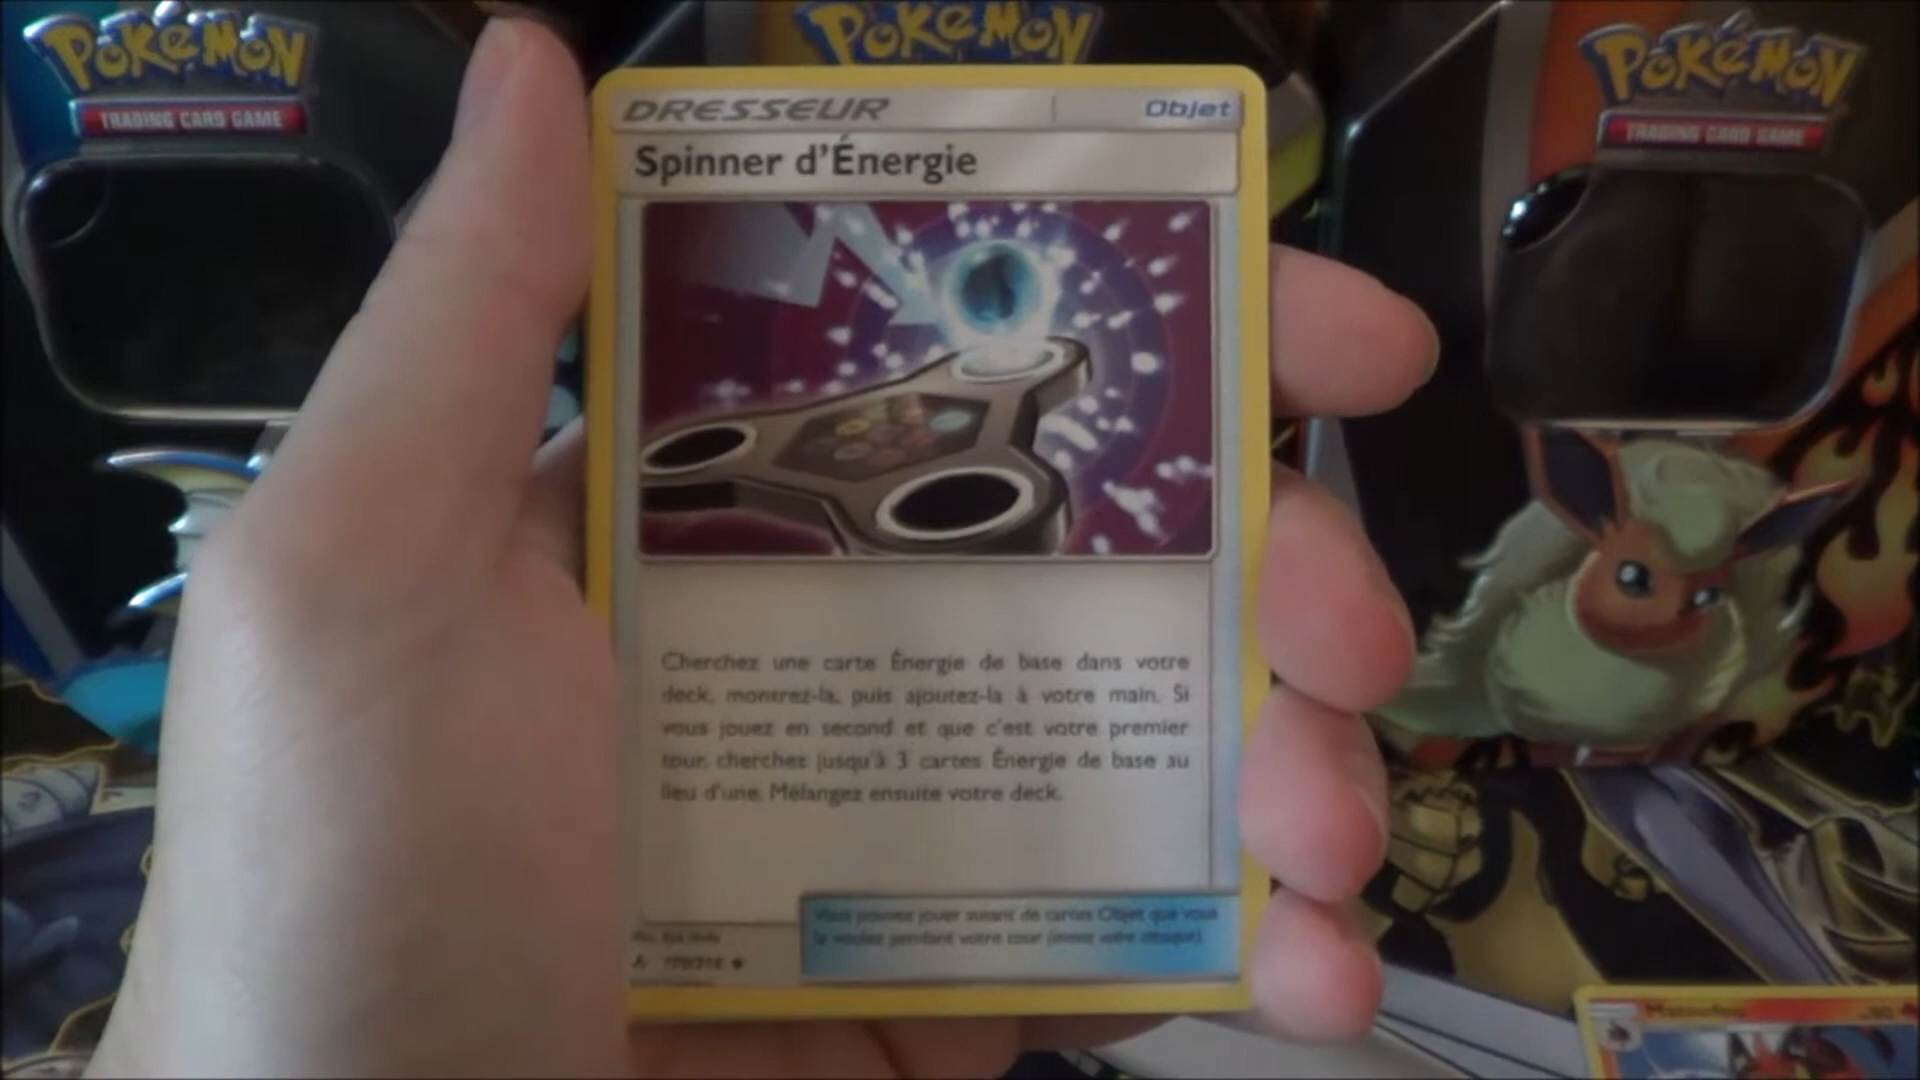 POKéMON
TRADING CARD GAME
POKéMON
POKéMON
TRADING CARD GAME
DRESSEUR
Objet
Spinner d'Énergie
Cherchez une carte Énergie de base dans votre
deck, montrez-la, puis ajoutez-la à votre main. Si
vous jouez en second et que c'est votre premier
tour, cherchez jusqu'à 3 cartes Énergie de base au
lieu d'une. Mélangez ensuite votre deck.
Vous pouvez jouer autant de cartes Objet que vous
le voulez pendant votre tour (avant votre attaque).